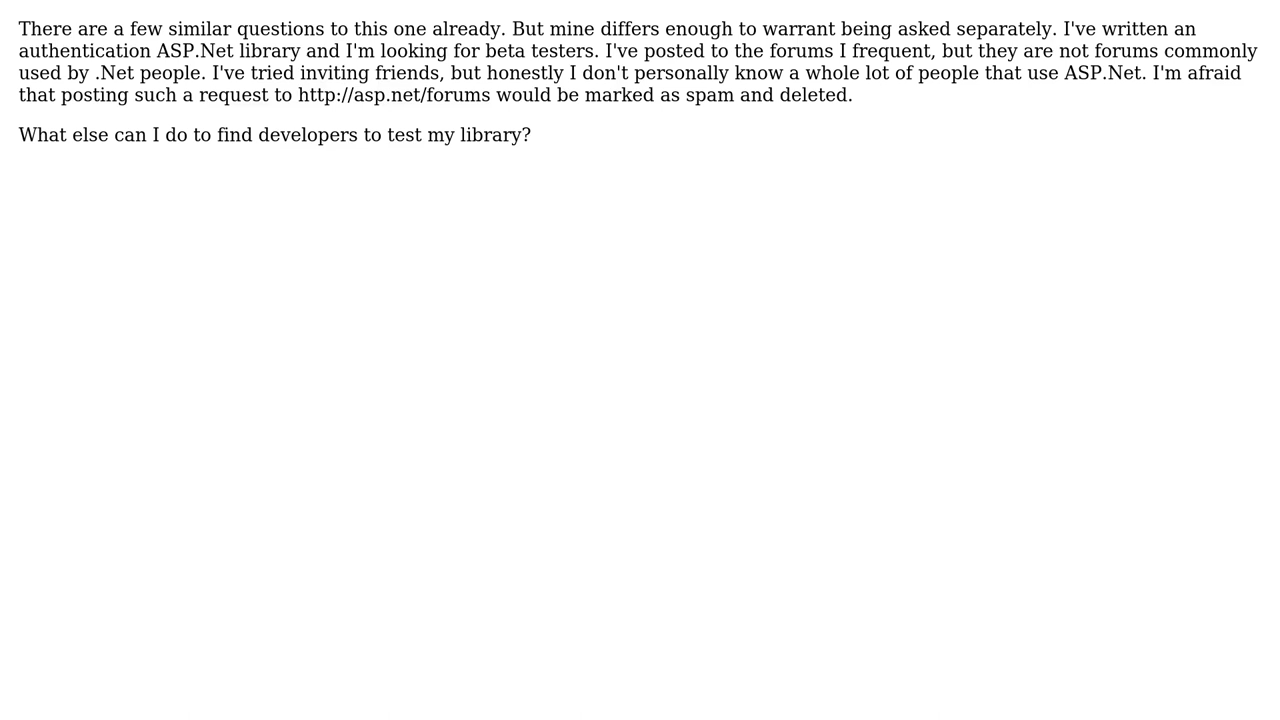 There are a few similar questions to this one already. But mine differs enough to warrant being asked separately. I've written an
authentication ASP.Net library and I'm looking for beta testers. I've posted to the forums I frequent, but they are not forums commonly
used by .Net people. I've tried inviting friends, but honestly I don't personally know a whole lot of people that use ASP.Net. I'm afraid
that posting such a request to http://asp.net/forums would be marked as spam and deleted.
What else can I do to find developers to test my library?